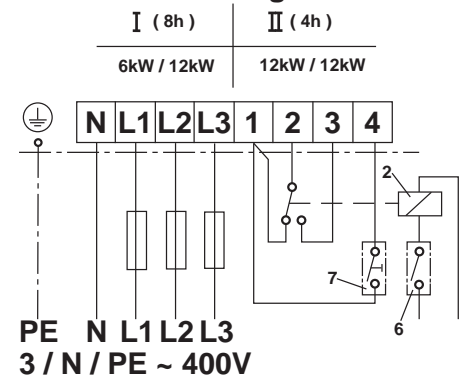 I ( 8h ) II ( 4h )
6kW / 12kW 12kW / 12kW
N L1 L2 L3 1 2 3 4
2
7
6
PE N L1 L2 L3
3 / N / PE ~ 400V